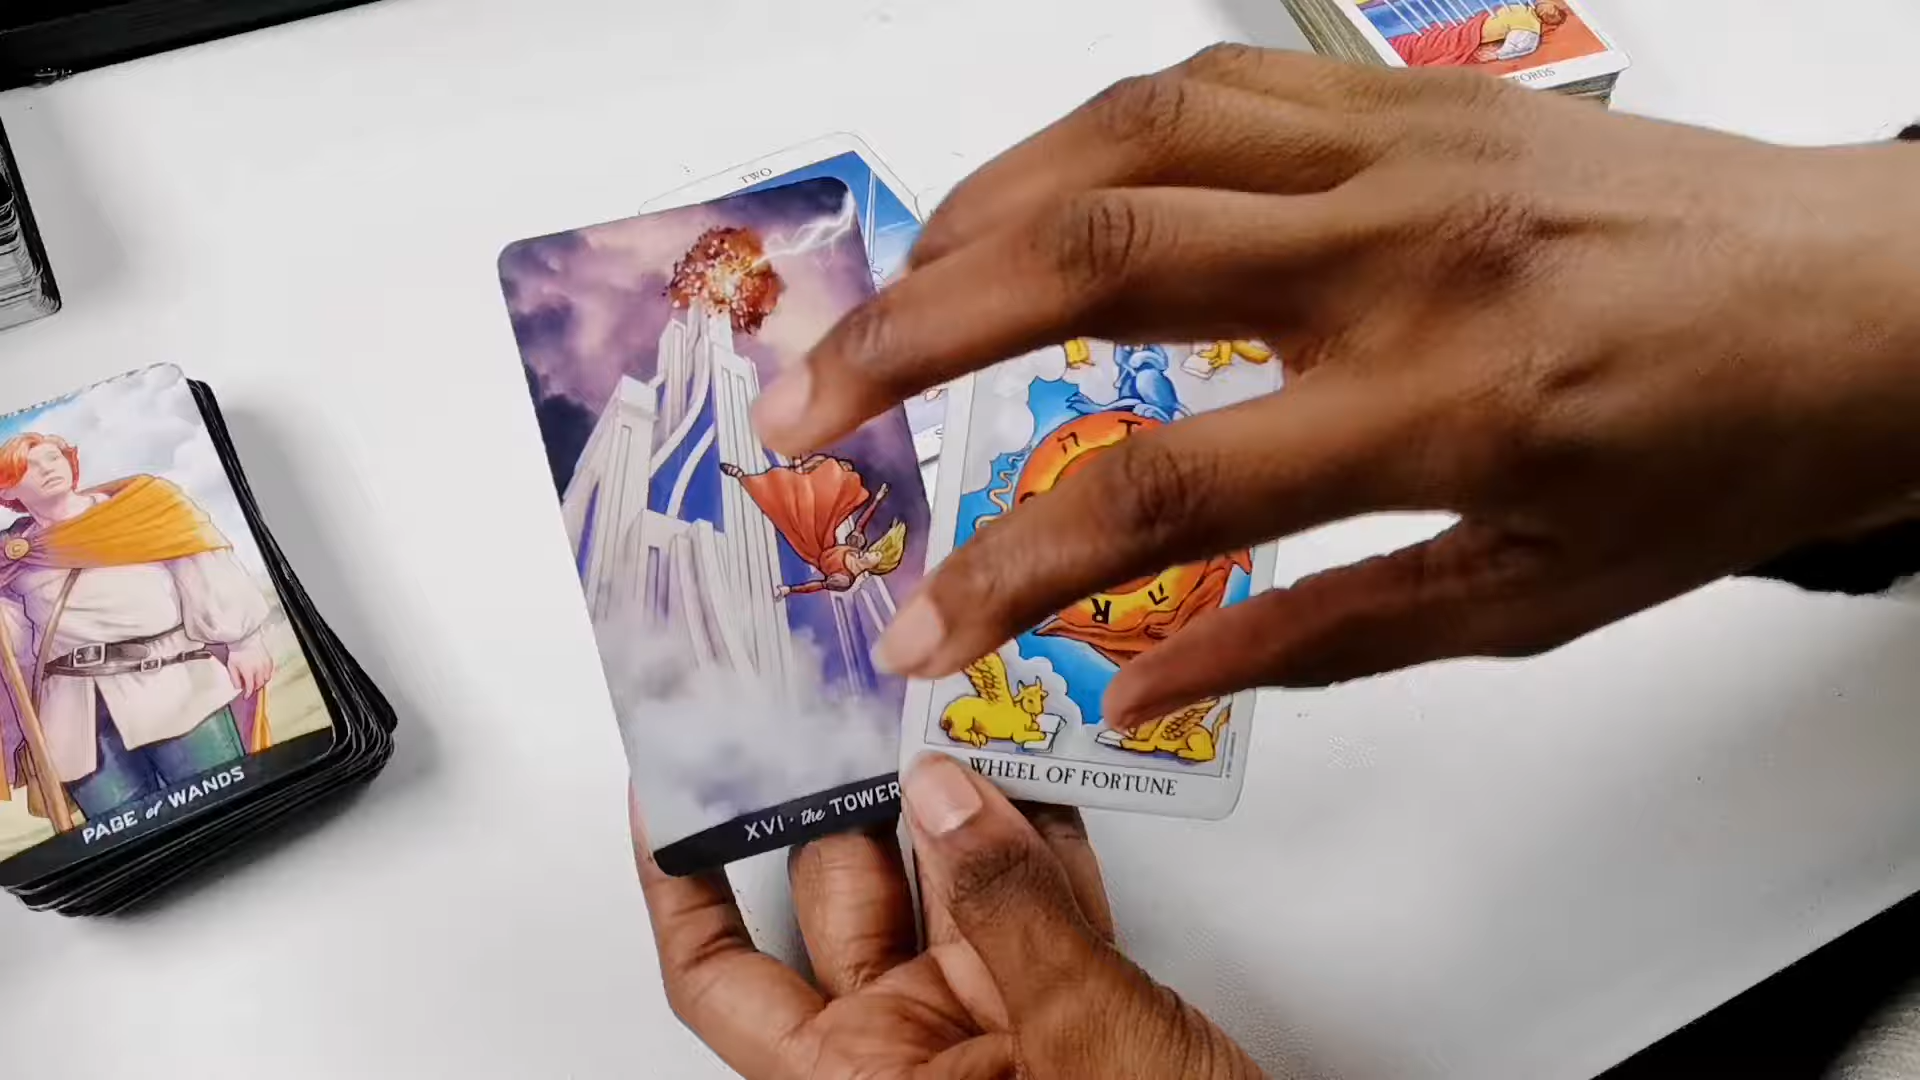 TWO
PAGE of WANDS
XVI · the TOWER
WHEEL OF FORTUNE